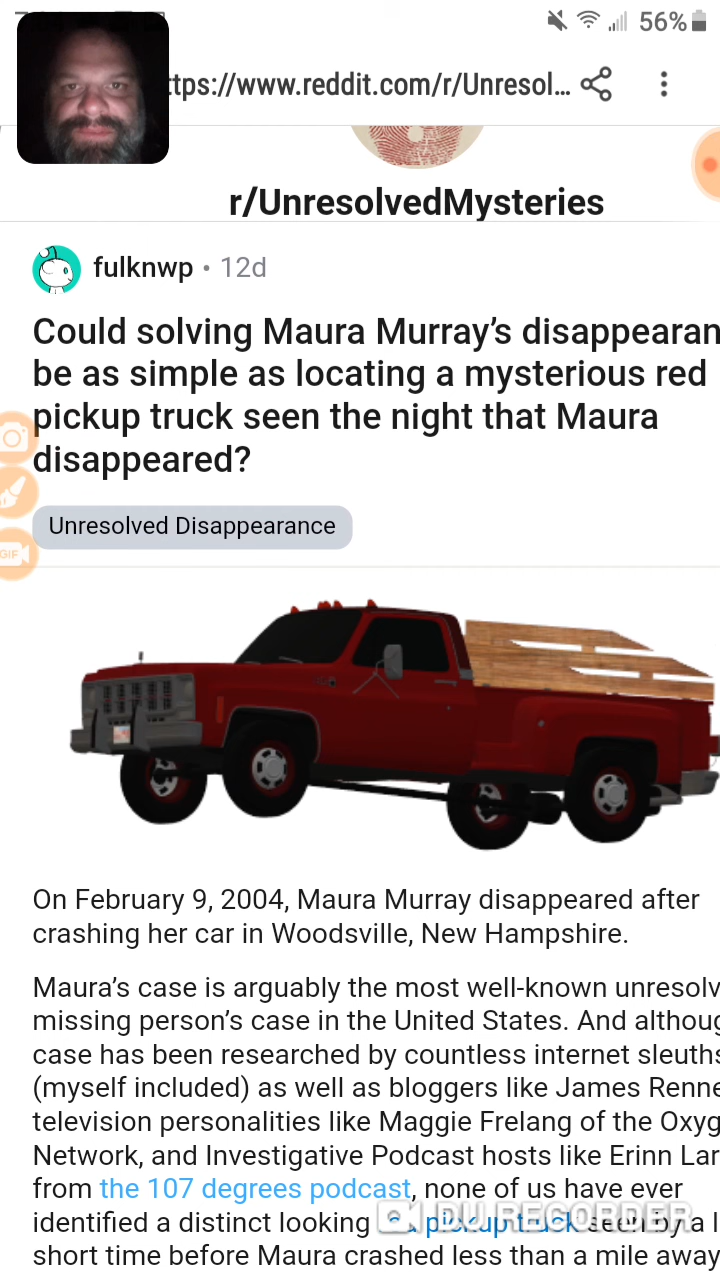 56%
ttps://www.reddit.com/r/Unresol...
r/UnresolvedMysteries
fulknwp • 12d
Could solving Maura Murray's disappearan
be as simple as locating a mysterious red
pickup truck seen the night that Maura
disappeared?
GIF
Unresolved Disappearance
On February 9, 2004, Maura Murray disappeared after
crashing her car in Woodsville, New Hampshire.
Maura's case is arguably the most well-known unresolv
missing person's case in the United States. And althoug
case has been researched by countless internet sleuths
(myself included) as well as bloggers like James Renne
television personalities like Maggie Frelang of the Oxyg
Network, and Investigative Podcast hosts like Erinn Lar
from the 107 degrees podcast, none of us have ever
identified a distinct looking pickup truck seen by a l
DU RECORDER
short time before Maura crashed less than a mile away